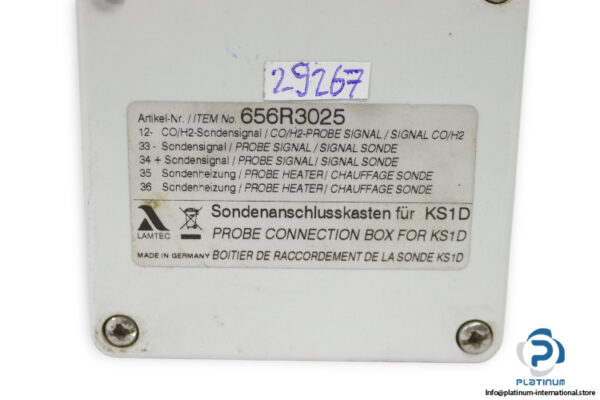 29267
Artikel-Nr. / ITEM No. 656R3025
12- CO/H2-Sondensignal / CO/H2-PROBE SIGNAL / SIGNAL CO/H2
33 - Sondensignal / PROBE SIGNAL / SIGNAL SONDE
34 + Sondensignal / PROBE SIGNAL / SIGNAL SONDE
35 Sondenheizung / PROBE HEATER / CHAUFFAGE SONDE
36 Sondenheizung / PROBE HEATER / CHAUFFAGE SONDE
Sondenanschlusskasten für KS1D
LAMTEC PROBE CONNECTION BOX FOR KS1D
MADE IN GERMANY BOITIER DE RACCORDEMENT DE LA SONDE KS1D
PLATINUM
Info@platinum-international.store